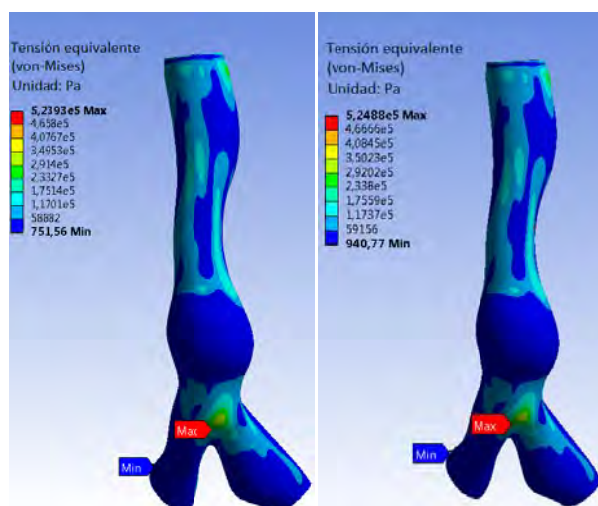 Tensión equivalente
(von-Mises)
Unidad: Pa
5,2393e5 Max
4,658e5
4,0767e5
3,4953e5
2,914e5
2,3327e5
1,7514e5
1,1701e5
58882
751,56 Min
Max
Min
Tensión equivalente
(von-Mises)
Unidad: Pa
5,2488e5 Max
4,6666e5
4,0845e5
3,5023e5
2,9202e5
2,338e5
1,7559e5
1,1737e5
59156
940,77 Min
Max
Min